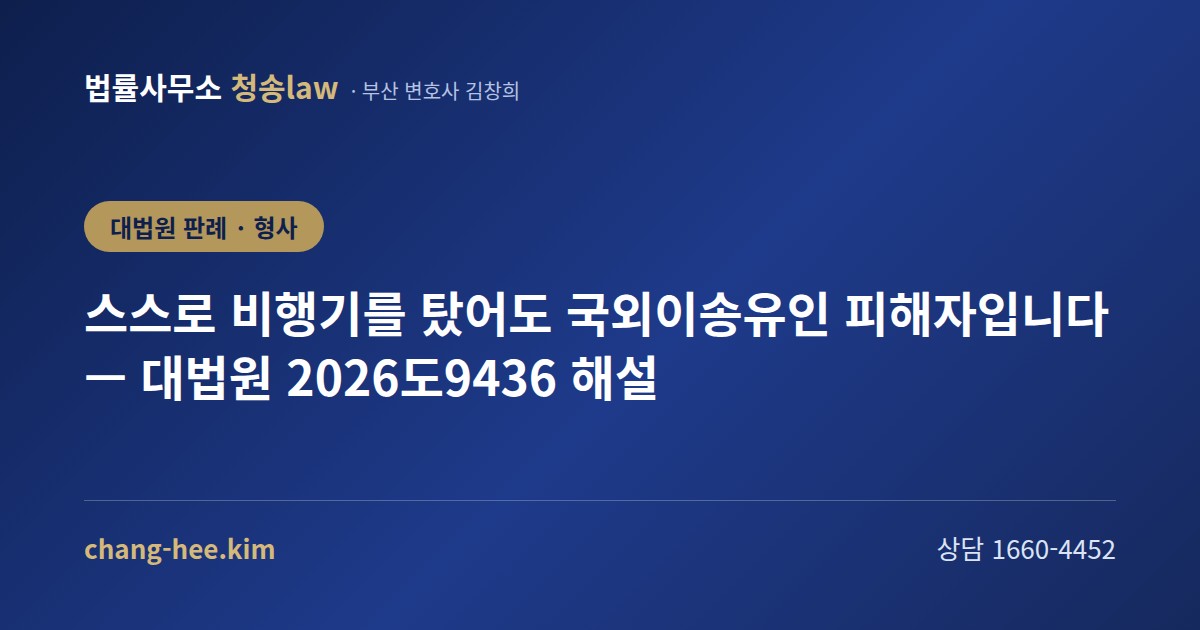 법률사무소 청송law · 부산 변호사 김창희
대법원 판례 · 형사
스스로 비행기를 탔어도 국외이송유인 피해자입니다
— 대법원 2026도9436 해설
chang-hee.kim
상담 1660-4452